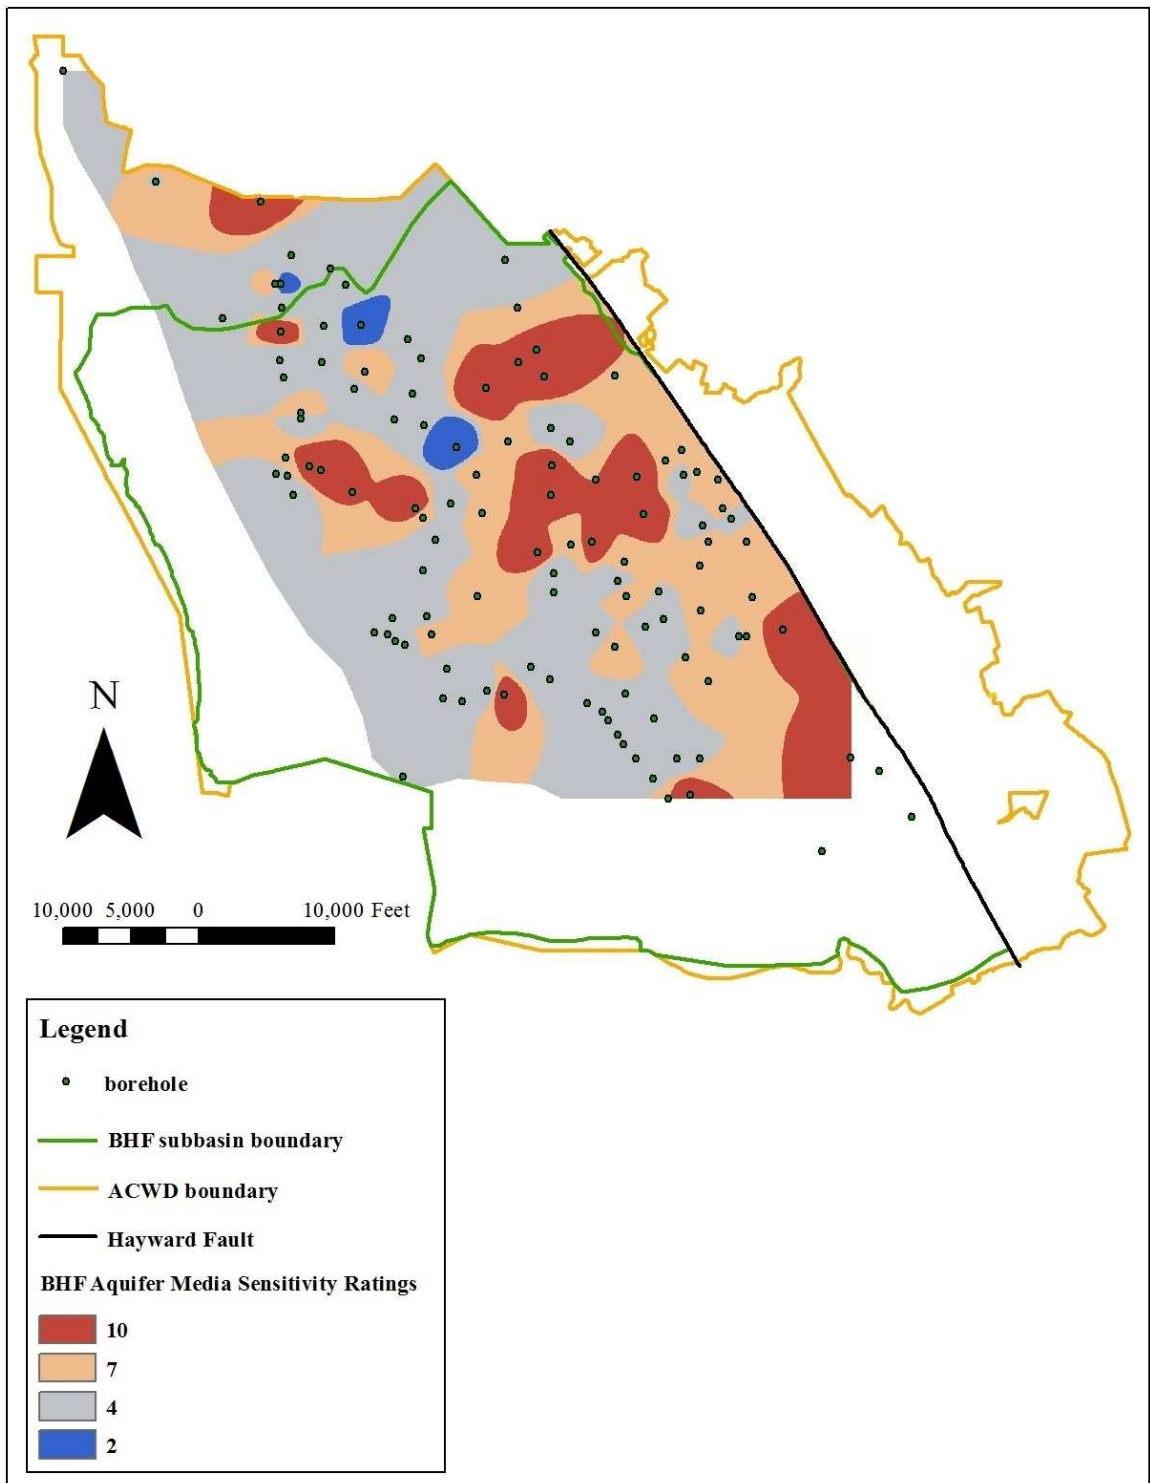 N
10,000 5,000 0 10,000 Feet
Legend
borehole
BHF subbasin boundary
ACWD boundary
Hayward Fault
BHF Aquifer Media Sensitivity Ratings
10
7
4
2